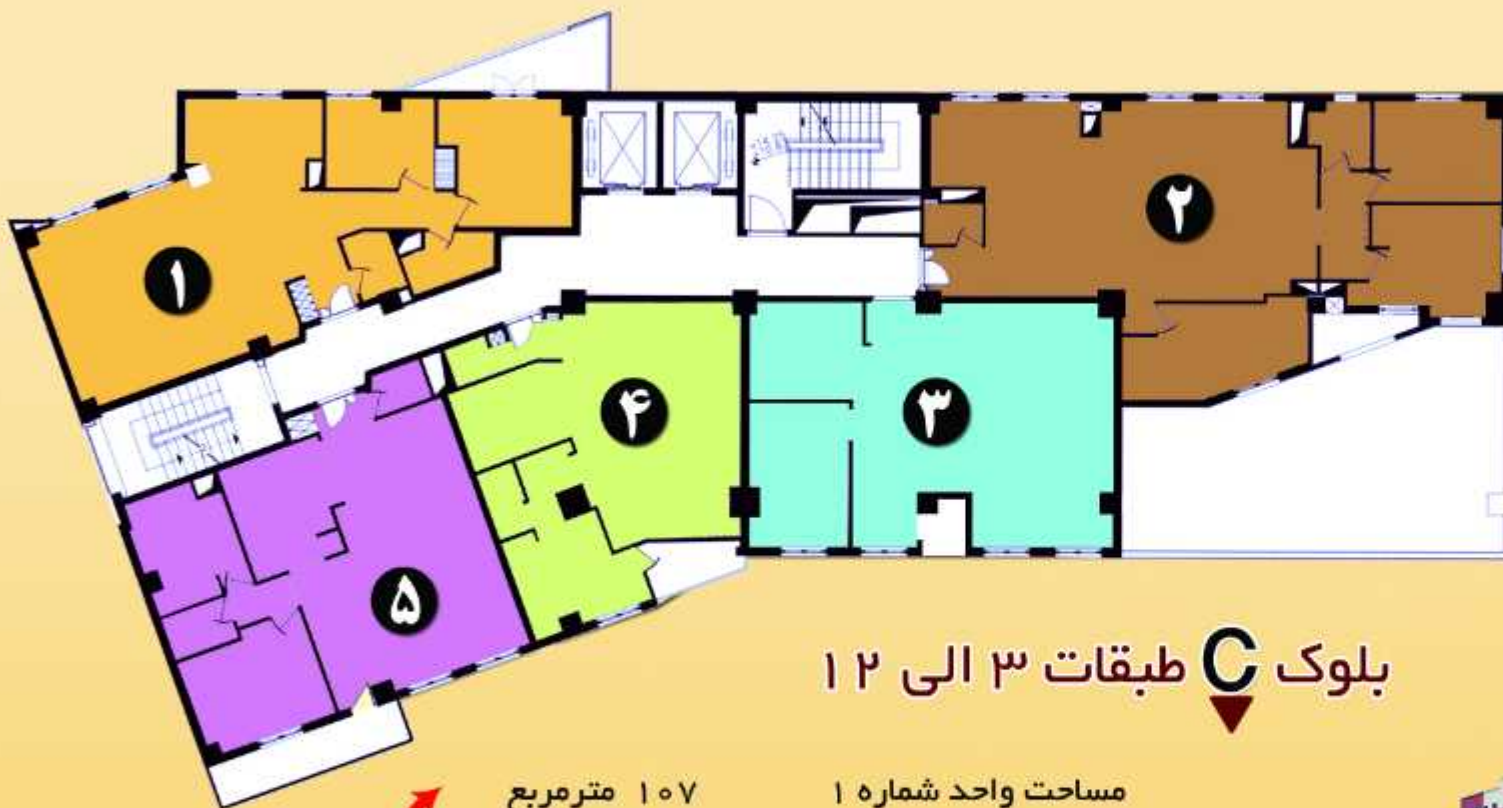 ۱
۲
۳
۴
۵
بلوک C طبقات ۳ الی ۱۲
مساحت واحد شماره ۱ ۱۰۷ مترمربع